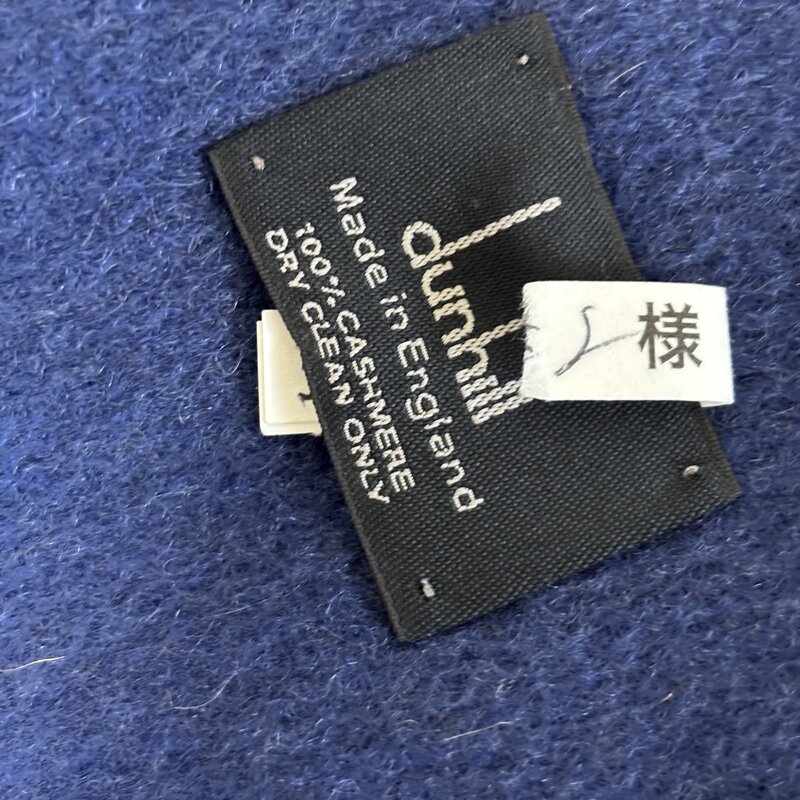 dunhill
Made in England
100% CASHMERE
DRY CLEAN ONLY
様